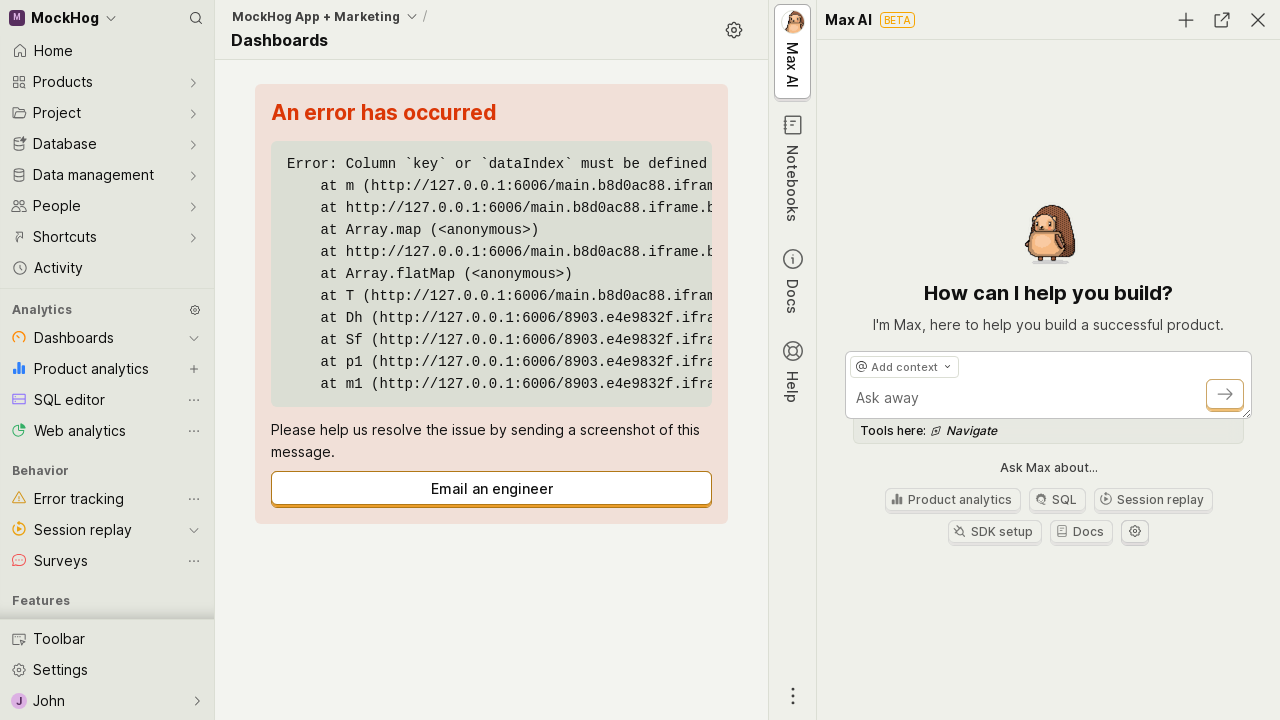 M MockHog
Home
Products
Project
Database
Data management
People
Shortcuts
Activity
Analytics
Dashboards
Product analytics
SQL editor
Web analytics
Behavior
Error tracking
Session replay
Surveys
Features
Toolbar
Settings
J John
MockHog App + Marketing /
Dashboards
An error has occurred
Error: Column `key` or `dataIndex` must be defined
at m (http://127.0.0.1:6006/main.b8d0ac88.ifram
at http://127.0.0.1:6006/main.b8d0ac88.iframe.b
at Array.map (<anonymous>)
at http://127.0.0.1:6006/main.b8d0ac88.iframe.b
at Array.flatMap (<anonymous>)
at T (http://127.0.0.1:6006/main.b8d0ac88.ifram
at Dh (http://127.0.0.1:6006/8903.e4e9832f.ifra
at Sf (http://127.0.0.1:6006/8903.e4e9832f.ifra
at p1 (http://127.0.0.1:6006/8903.e4e9832f.ifra
at m1 (http://127.0.0.1:6006/8903.e4e9832f.ifra
Please help us resolve the issue by sending a screenshot of this
message.
Email an engineer
Max AI
Notebooks
Docs
Help
Max AI BETA
How can I help you build?
I'm Max, here to help you build a successful product.
@ Add context
Ask away
Tools here: Navigate
Ask Max about...
Product analytics SQL Session replay
SDK setup Docs